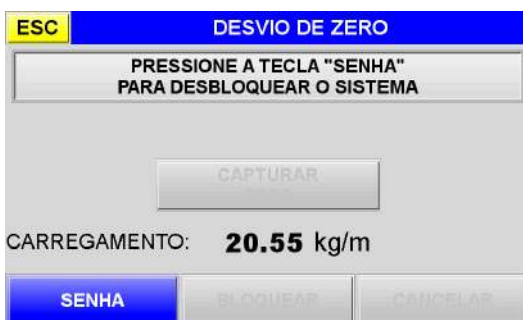 ESC DESVIO DE ZERO
PRESSIONE A TECLA "SENHA"
PARA DESBLOQUEAR O SISTEMA
CAPTURAR
CARREGAMENTO: 20.55 kg/m
SENHA BLOQUEAR CANCELAR